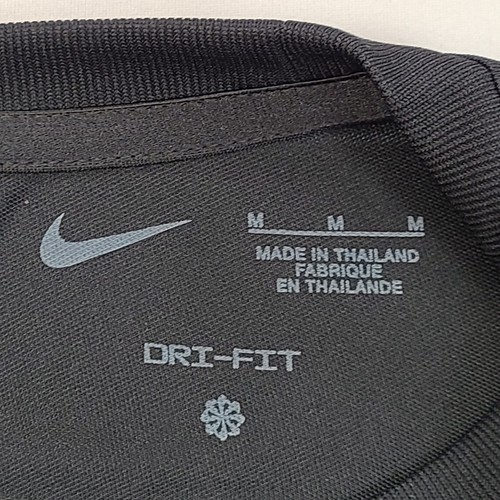 M M M
MADE IN THAILAND
FABRIQUE
EN THAILANDE
DRI-FIT